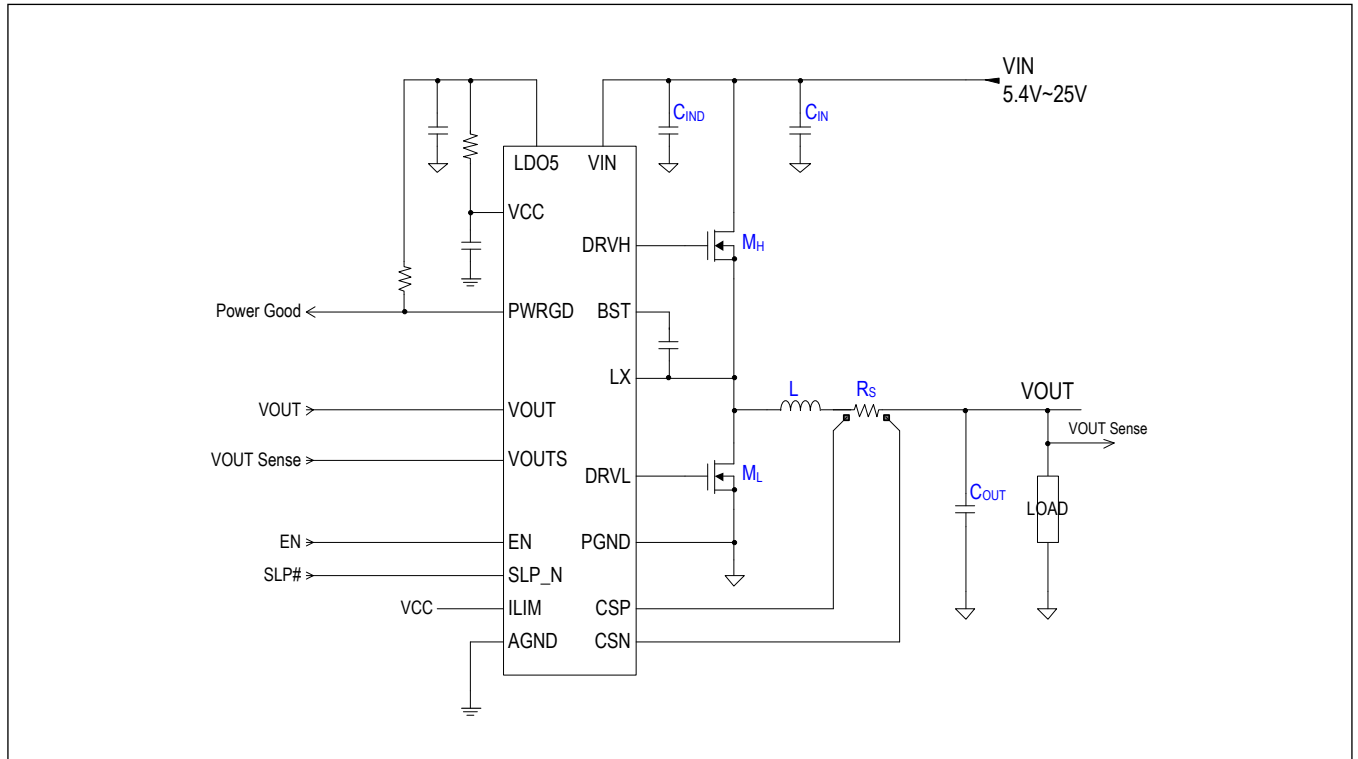 VIN
5.4V~25V
CIND
CIN
LDO5 VIN
VCC
DRVH
MH
Power Good
PWRGD
BST
LX
L
RS
VOUT
VOUT
VOUT
VOUT Sense
VOUT Sense
VOUTS
DRVL
ML
COUT
LOAD
EN
EN
PGND
SLP#
SLP_N
VCC
ILIM
CSP
AGND
CSN